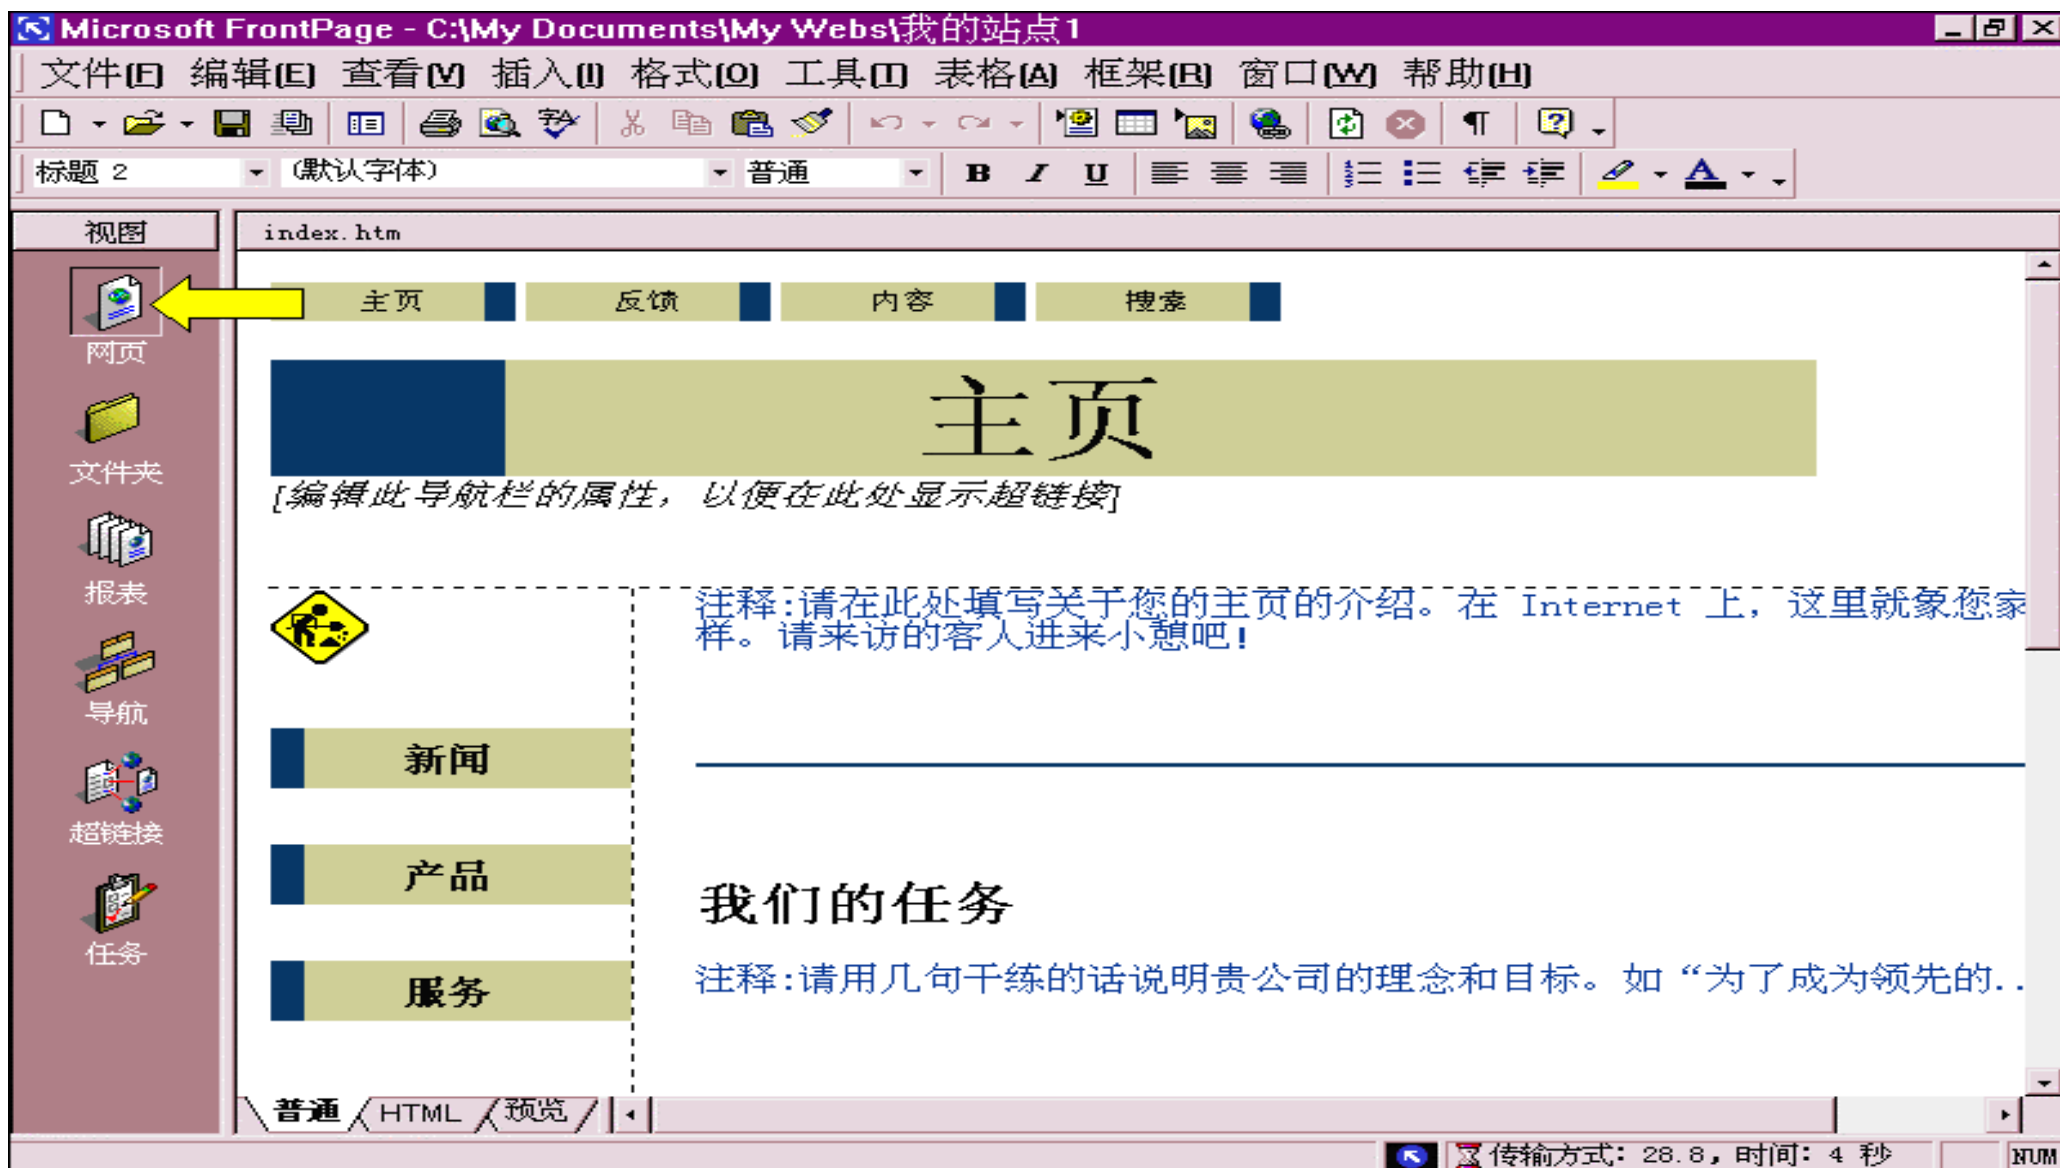 Microsoft FrontPage - C:\My Documents\My Webs\我的站点1
文件(F) 编辑(E) 查看(V) 插入(I) 格式(O) 工具(T) 表格(A) 框架(R) 窗口(W) 帮助(H)
标题 2 (默认字体) 普通 B I U A
视图 index.htm
网页
文件夹
报表
导航
超链接
任务
主页 反馈 内容 搜索
主页
[编辑此导航栏的属性，以便在此处显示超链接]
注释:请在此处填写关于您的主页的介绍。在 Internet 上，这里就象您家
样。请来访的客人进来小憩吧!
新闻
产品
服务
我们的任务
注释:请用几句干练的话说明贵公司的理念和目标。如“为了成为领先的..
普通 HTML 预览
传输方式: 28.8，时间: 4 秒 NUM